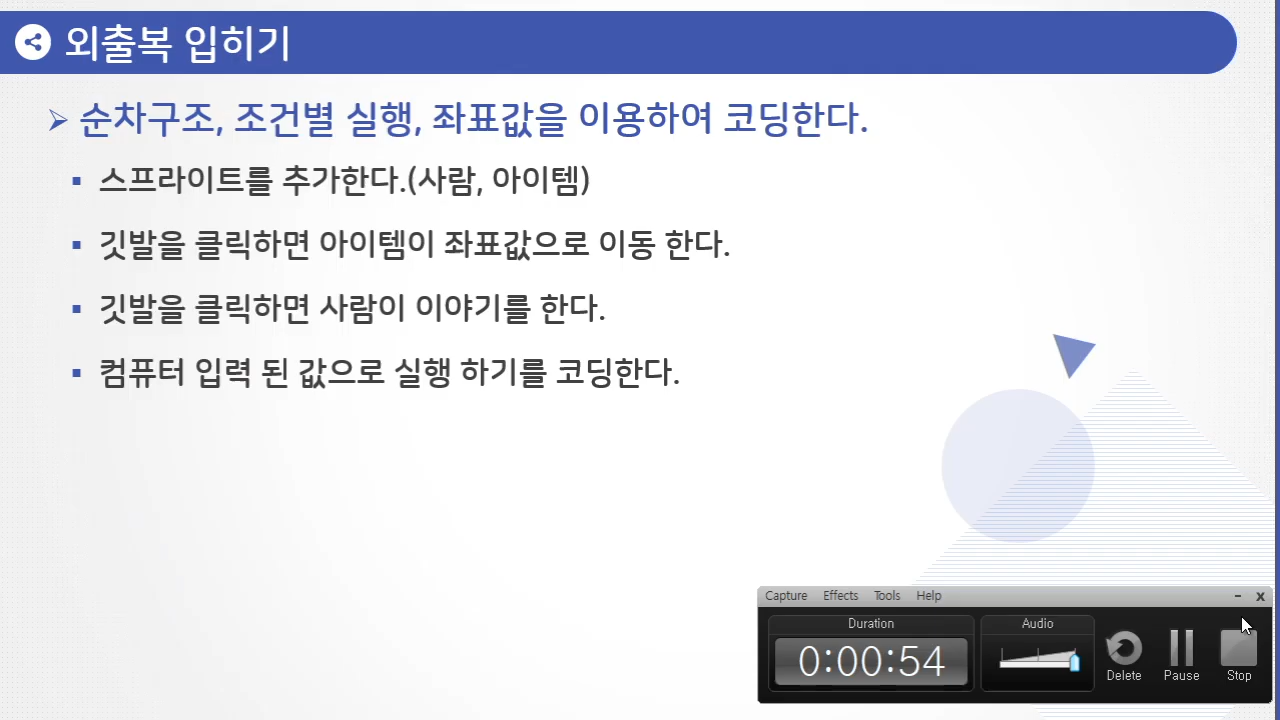 외출복 입히기
순차구조, 조건별 실행, 좌표값을 이용하여 코딩한다.
스프라이트를 추가한다.(사람, 아이템)
깃발을 클릭하면 아이템이 좌표값으로 이동 한다.
깃발을 클릭하면 사람이 이야기를 한다.
컴퓨터 입력 된 값으로 실행 하기를 코딩한다.
Capture Effects Tools Help
Duration Audio
0:00:54
Delete Pause Stop